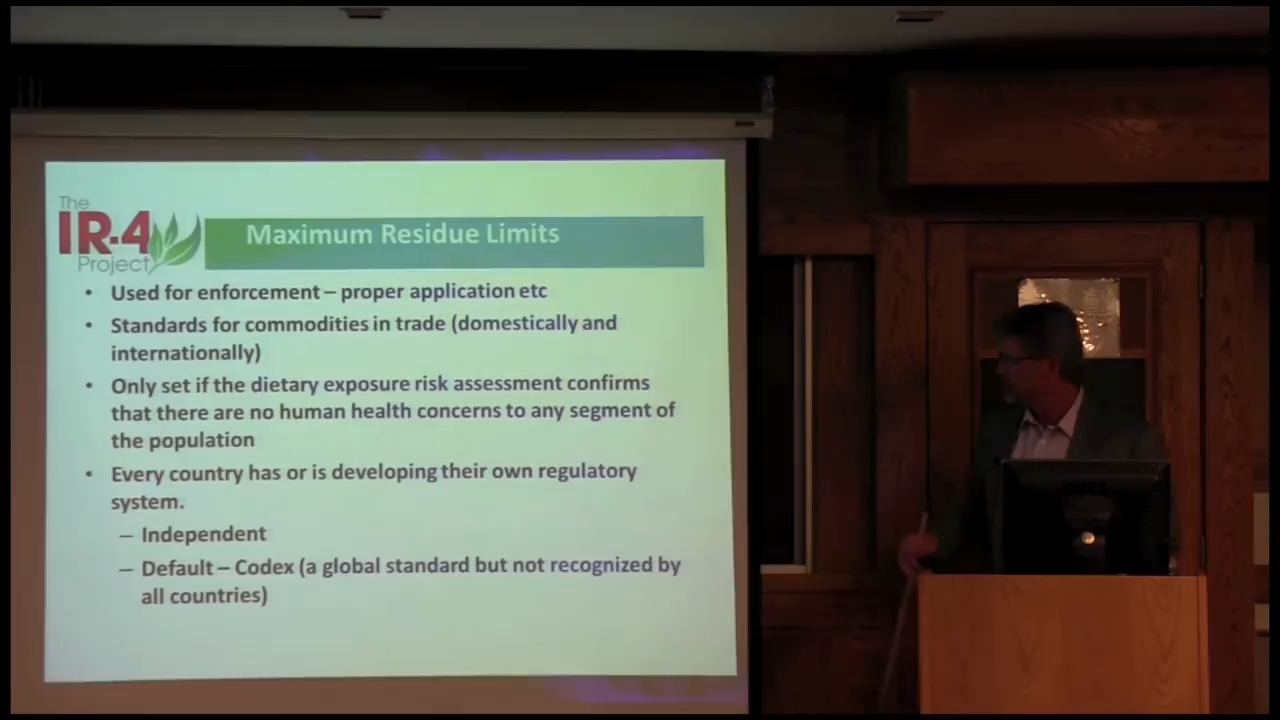 The
IR-4
Project
Maximum Residue Limits
• Used for enforcement – proper application etc
• Standards for commodities in trade (domestically and
internationally)
• Only set if the dietary exposure risk assessment confirms
that there are no human health concerns to any segment of
the population
• Every country has or is developing their own regulatory
system.
– Independent
– Default – Codex (a global standard but not recognized by
all countries)